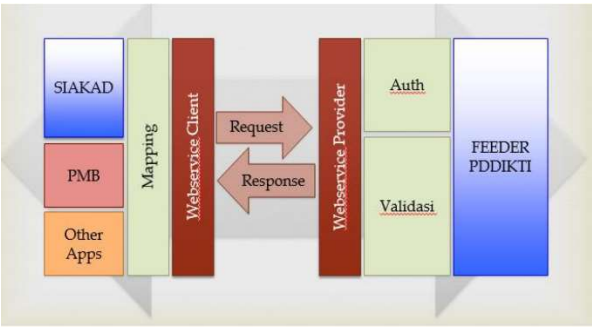 SIAKAD
PMB
Other
Apps
Mapping
Webservice Client
Request
Response
Webservice Provider
Auth
Validasi
FEEDER
PDDIKTI